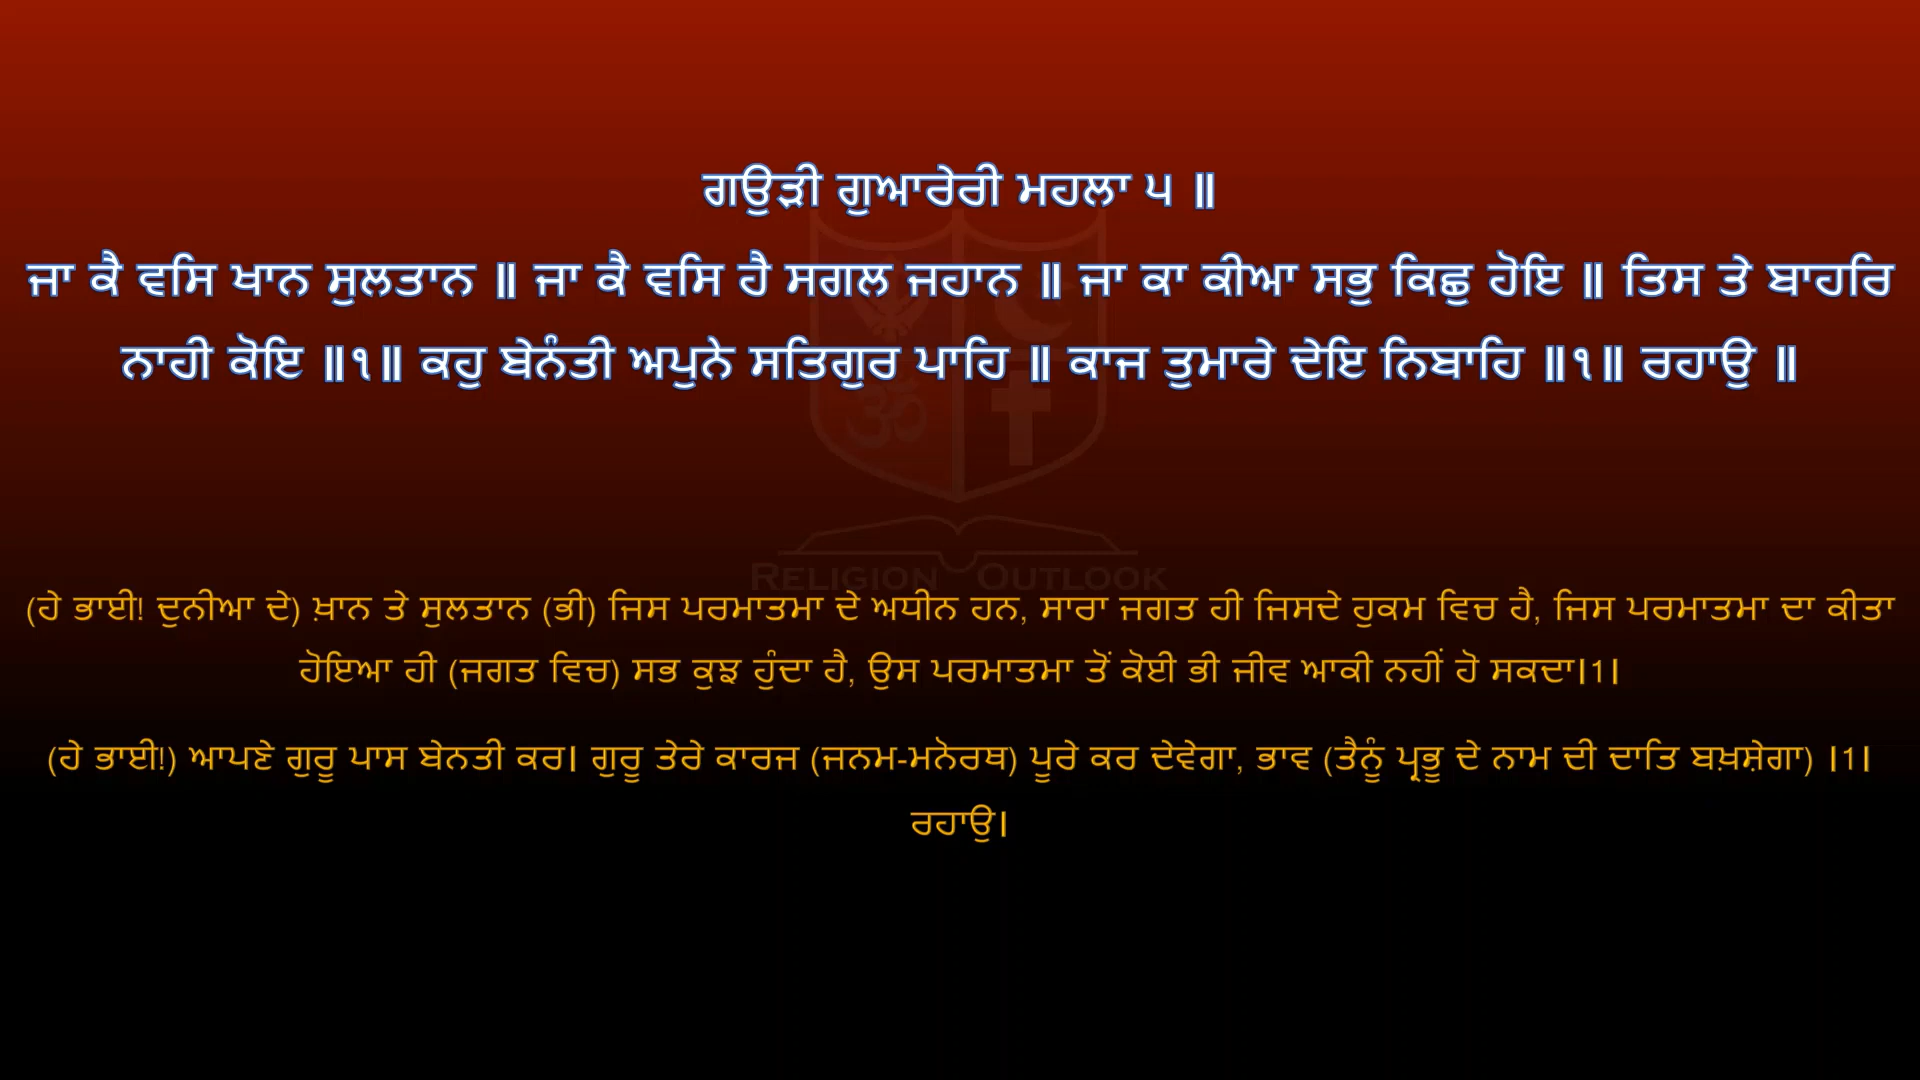 ਗਉੜੀ ਗੁਆਰੇਰੀ ਮਹਲਾ ੫ ॥
ਜਾ ਕੈ ਵਸਿ ਖਾਨ ਸੁਲਤਾਨ ॥ ਜਾ ਕੈ ਵਸਿ ਹੈ ਸਗਲ ਜਹਾਨ ॥ ਜਾ ਕਾ ਕੀਆ ਸਭੁ ਕਿਛੁ ਹੋਇ ॥ ਤਿਸ ਤੇ ਬਾਹਰਿ
ਨਾਹੀ ਕੋਇ ॥੧॥ ਕਹੁ ਬੇਨੰਤੀ ਅਪੁਨੇ ਸਤਿਗੁਰ ਪਾਹਿ ॥ ਕਾਜ ਤੁਮਾਰੇ ਦੇਇ ਨਿਬਾਹਿ ॥੧॥ ਰਹਾਉ ॥
RELIGION OUTLOOK
(ਹੇ ਭਾਈ! ਦੁਨੀਆ ਦੇ) ਖ਼ਾਨ ਤੇ ਸੁਲਤਾਨ (ਭੀ) ਜਿਸ ਪਰਮਾਤਮਾ ਦੇ ਅਧੀਨ ਹਨ, ਸਾਰਾ ਜਗਤ ਹੀ ਜਿਸਦੇ ਹੁਕਮ ਵਿਚ ਹੈ, ਜਿਸ ਪਰਮਾਤਮਾ ਦਾ ਕੀਤਾ
ਹੋਇਆ ਹੀ (ਜਗਤ ਵਿਚ) ਸਭ ਕੁਝ ਹੁੰਦਾ ਹੈ, ਉਸ ਪਰਮਾਤਮਾ ਤੋਂ ਕੋਈ ਭੀ ਜੀਵ ਆਕੀ ਨਹੀਂ ਹੋ ਸਕਦਾ।1।
(ਹੇ ਭਾਈ!) ਆਪਣੇ ਗੁਰੂ ਪਾਸ ਬੇਨਤੀ ਕਰ। ਗੁਰੂ ਤੇਰੇ ਕਾਰਜ (ਜਨਮ-ਮਨੋਰਥ) ਪੂਰੇ ਕਰ ਦੇਵੇਗਾ, ਭਾਵ (ਤੈਨੂੰ ਪ੍ਰਭੂ ਦੇ ਨਾਮ ਦੀ ਦਾਤਿ ਬਖ਼ਸ਼ੇਗਾ) ।1।
ਰਹਾਉ।